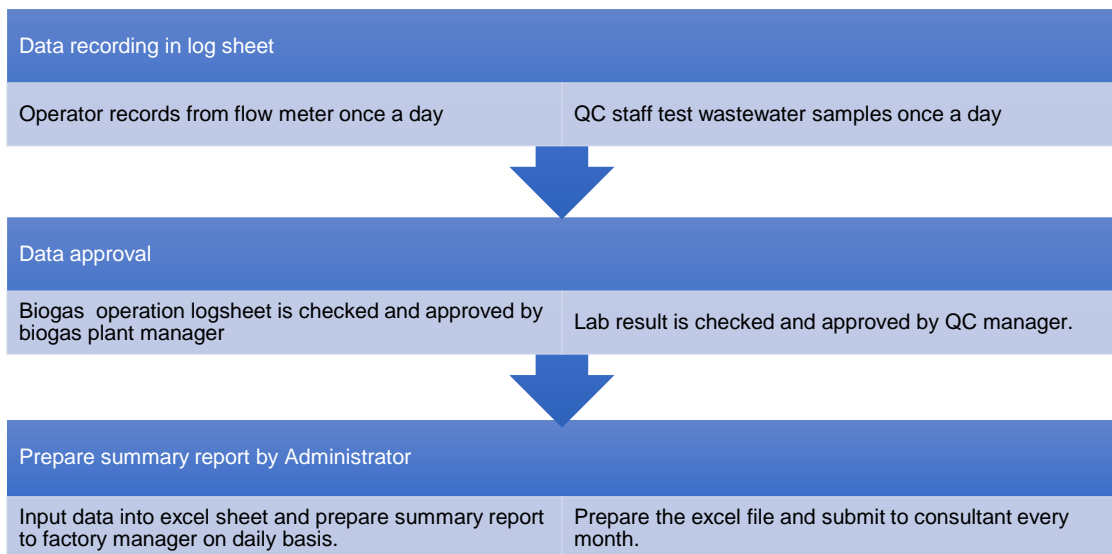 Data recording in log sheet
Operator records from flow meter once a day
QC staff test wastewater samples once a day
Data approval
Biogas operation logsheet is checked and approved by
biogas plant manager
Lab result is checked and approved by QC manager.
Prepare summary report by Administrator
Input data into excel sheet and prepare summary report
to factory manager on daily basis.
Prepare the excel file and submit to consultant every
month.